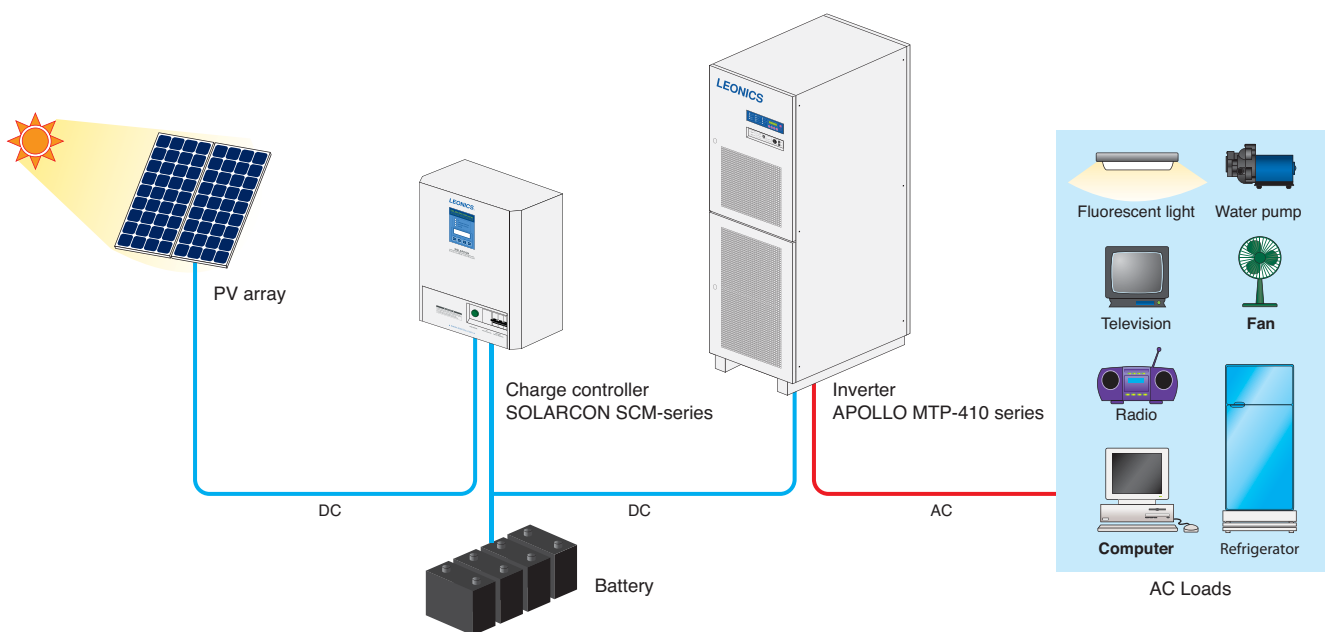 LEONICS
LEONICS
Fluorescent light
Water pump
PV array
Television
Fan
Charge controller
SOLARCON SCM-series
Inverter
APOLLO MTP-410 series
Radio
DC
DC
AC
Computer
Refrigerator
Battery
AC Loads